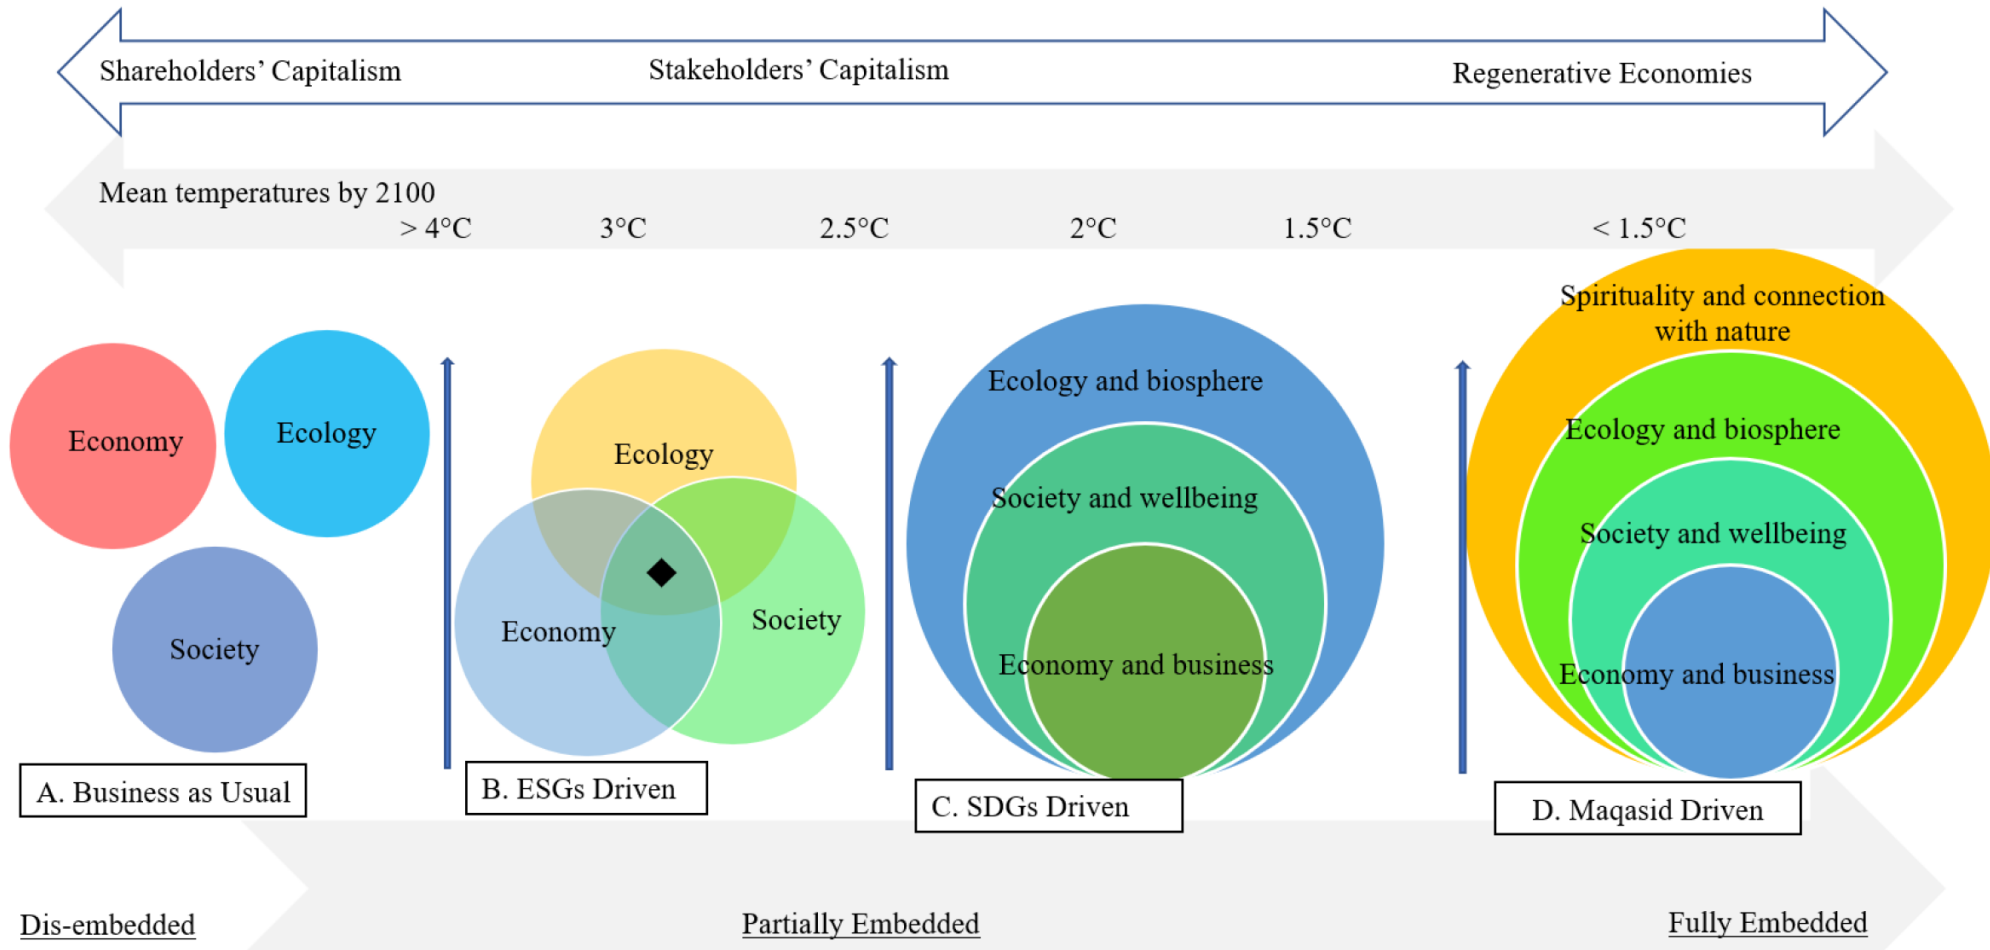 Shareholders’ Capitalism
Stakeholders’ Capitalism
Regenerative Economies
Mean temperatures by 2100
> 4°C
3°C
2.5°C
2°C
1.5°C
< 1.5°C
Economy
Ecology
Society
A. Business as Usual
Ecology
Economy
Society
B. ESGs Driven
Ecology and biosphere
Society and wellbeing
Economy and business
C. SDGs Driven
Spirituality and connection
with nature
Ecology and biosphere
Society and wellbeing
Economy and business
D. Maqasid Driven
Dis-embedded
Partially Embedded
Fully Embedded